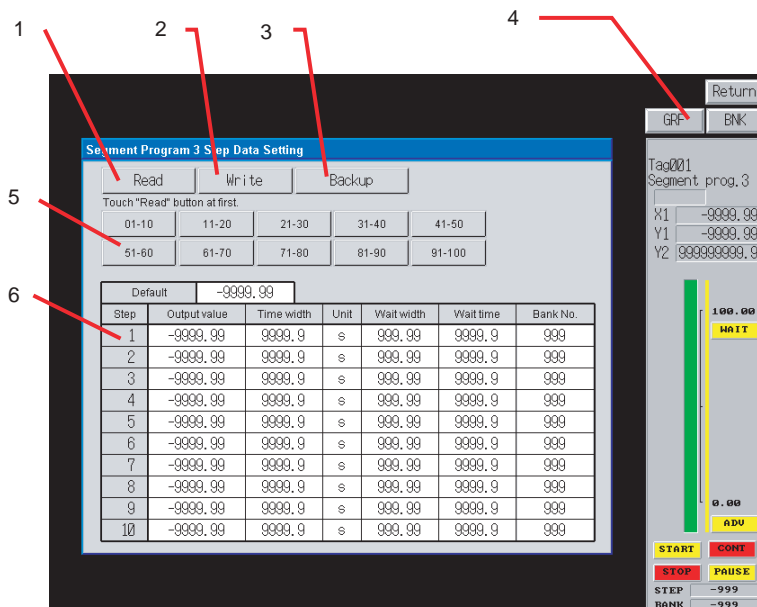 1 2 3 4
Return
GRF BNK
Segment Program 3 Step Data Setting
Read Write Backup
Touch "Read" button at first.
5
01-10 11-20 21-30 31-40 41-50
51-60 61-70 71-80 81-90 91-100
6
Default -9999.99
Step Output value Time width Unit Wait width Wait time Bank No.
1 -9999.99 9999.9 s 999.99 9999.9 999
2 -9999.99 9999.9 s 999.99 9999.9 999
3 -9999.99 9999.9 s 999.99 9999.9 999
4 -9999.99 9999.9 s 999.99 9999.9 999
5 -9999.99 9999.9 s 999.99 9999.9 999
6 -9999.99 9999.9 s 999.99 9999.9 999
7 -9999.99 9999.9 s 999.99 9999.9 999
8 -9999.99 9999.9 s 999.99 9999.9 999
9 -9999.99 9999.9 s 999.99 9999.9 999
10 -9999.99 9999.9 s 999.99 9999.9 999
Tag001
Segment prog.3
X1 -9999.99
Y1 -9999.99
Y2 999999999.9
100.00
WAIT
0.00
ADV
START CONT
STOP PAUSE
STEP -999
BANK -999